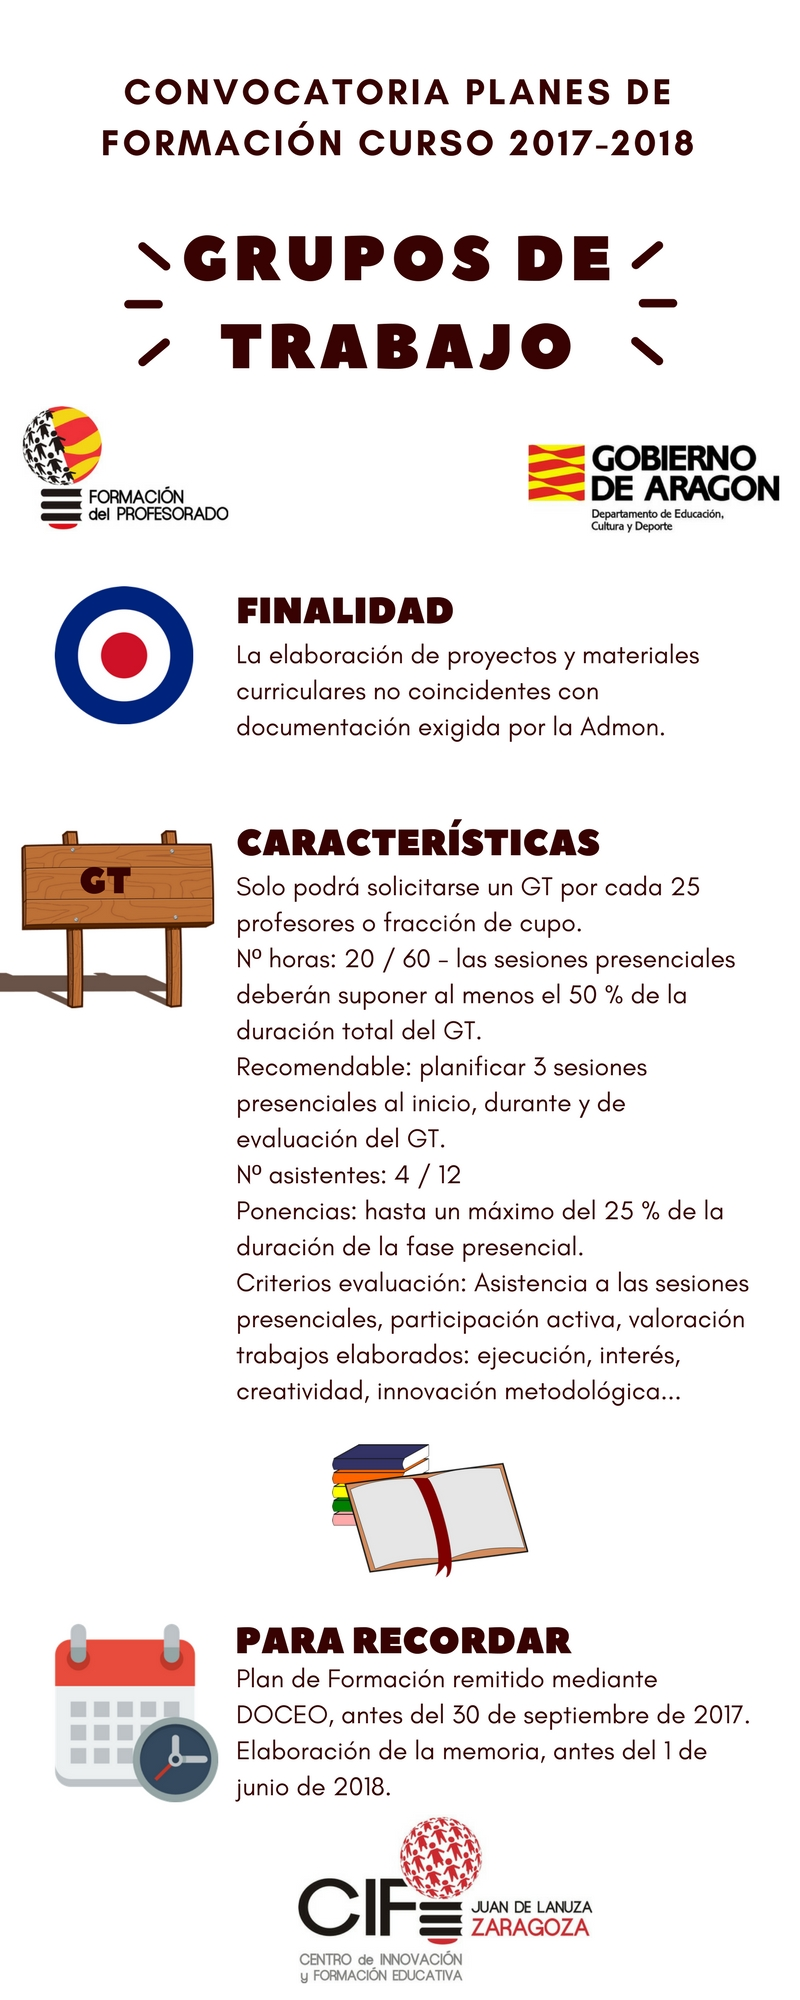 CONVOCATORIA PLANES DE
FORMACIÓN CURSO 2017-2018
GRUPOS DE
TRABAJO
FORMACIÓN
del PROFESORADO
GOBIERNO
DE ARAGON
Departamento de Educación,
Cultura y Deporte
FINALIDAD
La elaboración de proyectos y materiales
curriculares no coincidentes con
documentación exigida por la Admon.
GT
CARACTERÍSTICAS
Solo podrá solicitarse un GT por cada 25
profesores o fracción de cupo.
Nº horas: 20 / 60 - las sesiones presenciales
deberán suponer al menos el 50 % de la
duración total del GT.
Recomendable: planificar 3 sesiones
presenciales al inicio, durante y de
evaluación del GT.
Nº asistentes: 4 / 12
Ponencias: hasta un máximo del 25 % de la
duración de la fase presencial.
Criterios evaluación: Asistencia a las sesiones
presenciales, participación activa, valoración
trabajos elaborados: ejecución, interés,
creatividad, innovación metodológica...
PARA RECORDAR
Plan de Formación remitido mediante
DOCEO, antes del 30 de septiembre de 2017.
Elaboración de la memoria, antes del 1 de
junio de 2018.
CIFE
JUAN DE LANUZA
ZARAGOZA
CENTRO de INNOVACIÓN
y FORMACIÓN EDUCATIVA